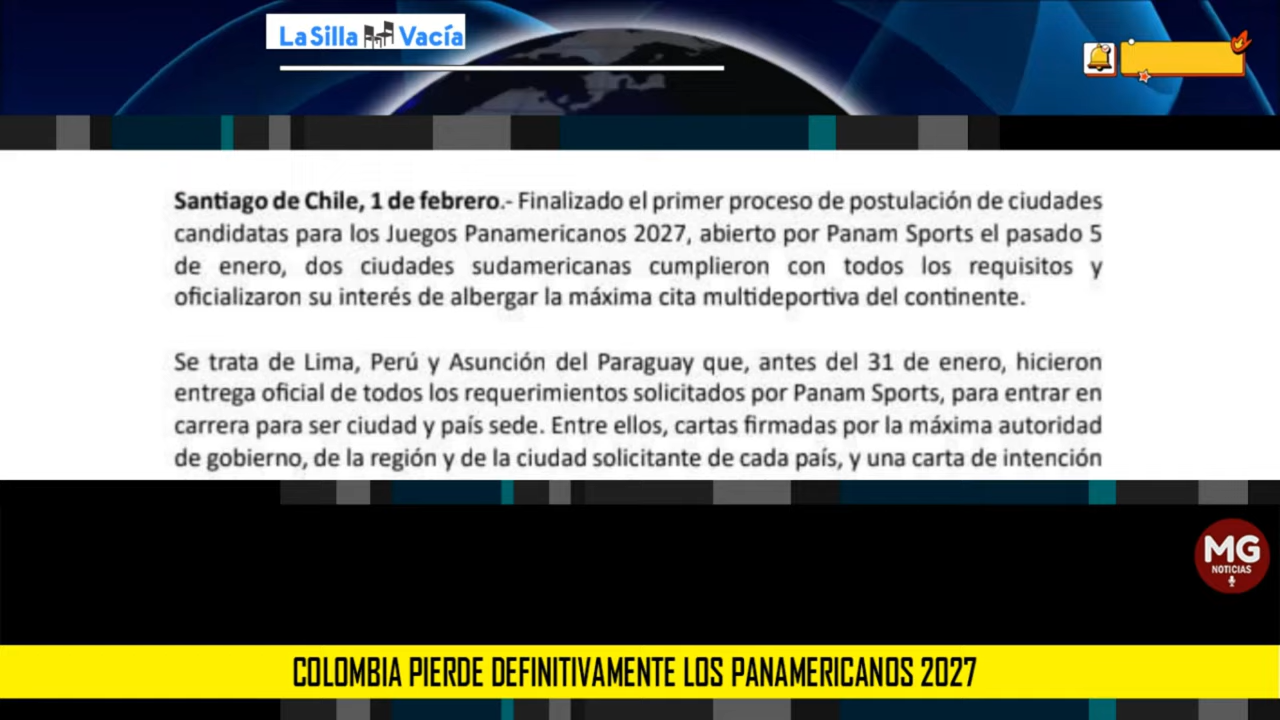 La Silla Vacía
Santiago de Chile, 1 de febrero.- Finalizado el primer proceso de postulación de ciudades
candidatas para los Juegos Panamericanos 2027, abierto por Panam Sports el pasado 5
de enero, dos ciudades sudamericanas cumplieron con todos los requisitos y
oficializaron su interés de albergar la máxima cita multideportiva del continente.
Se trata de Lima, Perú y Asunción del Paraguay que, antes del 31 de enero, hicieron
entrega oficial de todos los requerimientos solicitados por Panam Sports, para entrar en
carrera para ser ciudad y país sede. Entre ellos, cartas firmadas por la máxima autoridad
de gobierno, de la región y de la ciudad solicitante de cada país, y una carta de intención
MG
NOTICIAS
COLOMBIA PIERDE DEFINITIVAMENTE LOS PANAMERICANOS 2027